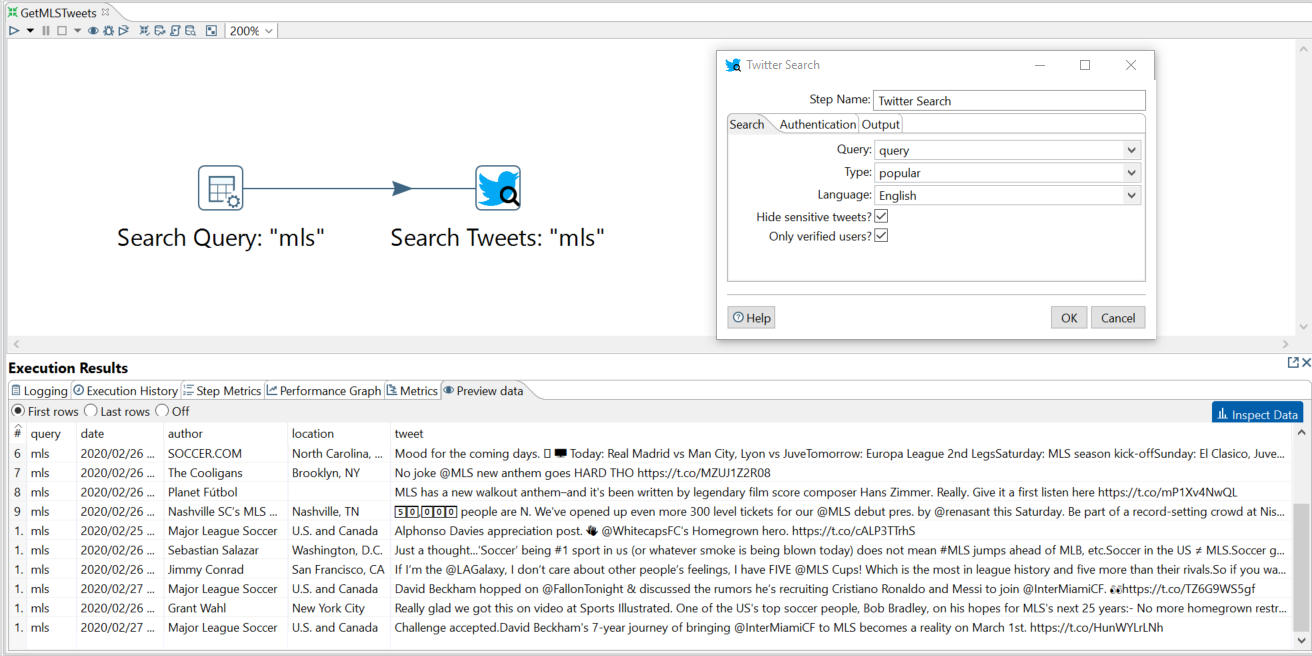 GetMLSTweets
200%
Search Query: "mls"
Search Tweets: "mls"
Twitter Search
Step Name: Twitter Search
Search Authentication Output
Query: query
Type: popular
Language: English
Hide sensitive tweets?
Only verified users?
Help OK Cancel
Execution Results
Logging Execution History Step Metrics Performance Graph Metrics Preview data
First rows Last rows Off
Inspect Data
# query date author location tweet
6 mls 2020/02/26 ... SOCCER.COM North Carolina, ... Mood for the coming days. Today: Real Madrid vs Man City, Lyon vs JuveTomorrow: Europa League 2nd LegsSaturday: MLS season kick-offSunday: El Clasico, Juve...
7 mls 2020/02/26 ... The Cooligans Brooklyn, NY No joke @MLS new anthem goes HARD THO https://t.co/MZUJ1Z2R08
8 mls 2020/02/26 ... Planet Fútbol MLS has a new walkout anthem–and it's been written by legendary film score composer Hans Zimmer. Really. Give it a first listen here https://t.co/mP1Xv4NwQL
9 mls 2020/02/26 ... Nashville SC's MLS ... Nashville, TN 50,000 people are N. We've opened up even more 300 level tickets for our @MLS debut pres. by @renasant this Saturday. Be part of a record-setting crowd at Nis...
1. mls 2020/02/25 ... Major League Soccer U.S. and Canada Alphonso Davies appreciation post. 👋 @WhitecapsFC's Homegrown hero. https://t.co/cALP3TTrhS
1. mls 2020/02/26 ... Sebastian Salazar Washington, D.C. Just a thought...'Soccer' being #1 sport in us (or whatever smoke is being blown today) does not mean #MLS jumps ahead of MLB, etc.Soccer in the US ≠ MLS.Soccer g...
1. mls 2020/02/26 ... Jimmy Conrad San Francisco, CA If I'm the @LAGalaxy, I don't care about other people's feelings, I have FIVE @MLS Cups! Which is the most in league history and five more than their rivals.So if you wa...
1. mls 2020/02/27 ... Major League Soccer U.S. and Canada David Beckham hopped on @FallonTonight & discussed the rumors he's recruiting Cristiano Ronaldo and Messi to join @InterMiamiCF. 👀https://t.co/TZ6G9WS5gf
1. mls 2020/02/26 ... Grant Wahl New York City Really glad we got this on video at Sports Illustrated. One of the US's top soccer people, Bob Bradley, on his hopes for MLS's next 25 years:- No more homegrown restr...
1. mls 2020/02/27 ... Major League Soccer U.S. and Canada Challenge accepted.David Beckham's 7-year journey of bringing @InterMiamiCF to MLS becomes a reality on March 1st. https://t.co/HunWYLrLNh